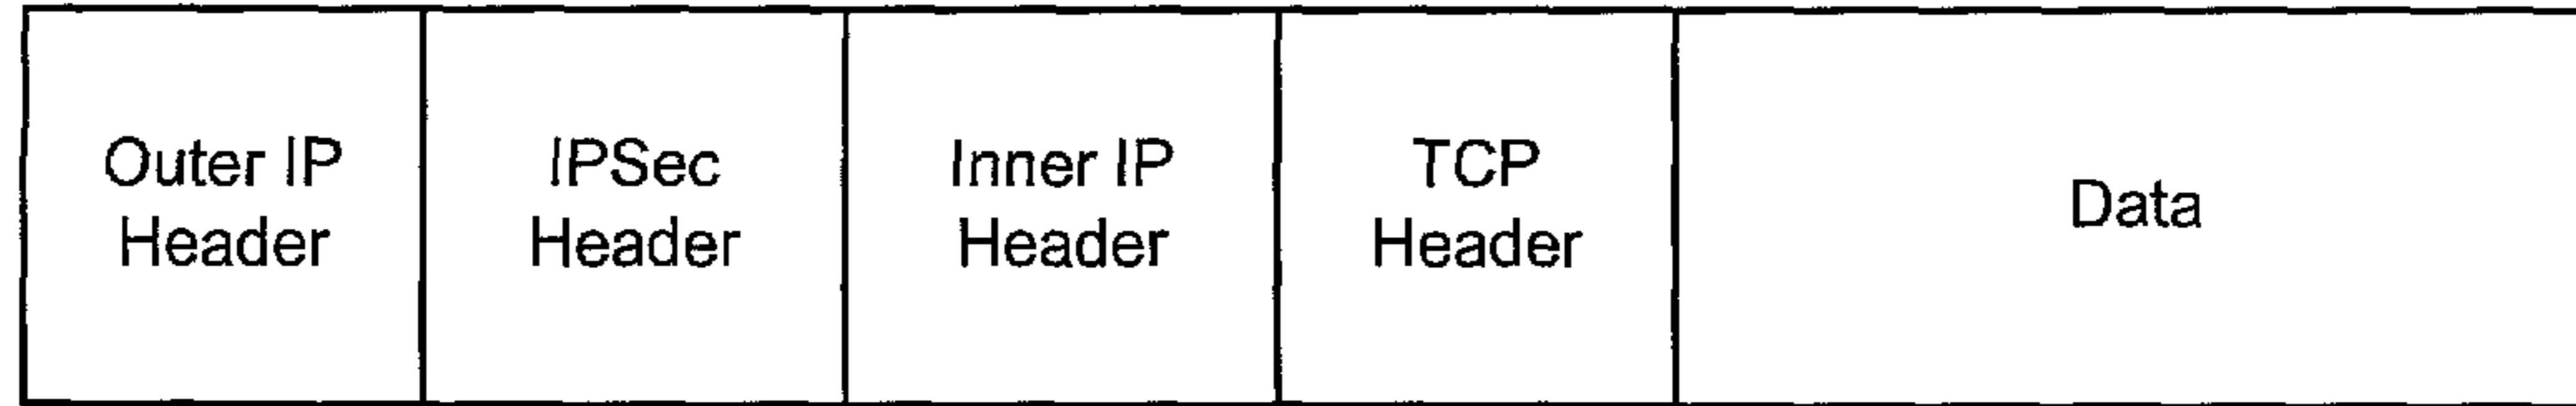 Outer IP
Header
IPSec
Header
Inner IP
Header
TCP
Header
Data